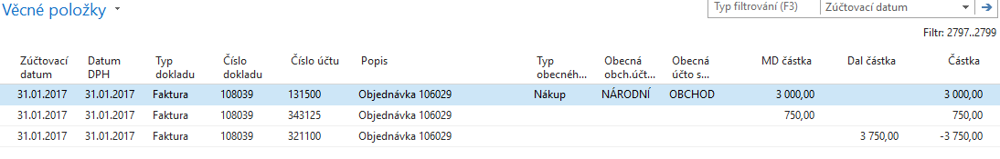 Věcné položky
Typ filtrování (F3) Zúčtovací datum
Filtr: 2797..2799
Zúčtovací datum Datum DPH Typ dokladu Číslo dokladu Číslo účtu Popis Typ obecného... Obecná obch.účt... Obecná účto s... MD částka Dal částka Částka
31.01.2017 31.01.2017 Faktura 108039 131500 Objednávka 106029 Nákup NÁRODNÍ OBCHOD 3 000,00 3 000,00
31.01.2017 31.01.2017 Faktura 108039 343125 Objednávka 106029 750,00 750,00
31.01.2017 31.01.2017 Faktura 108039 321100 Objednávka 106029 3 750,00 -3 750,00